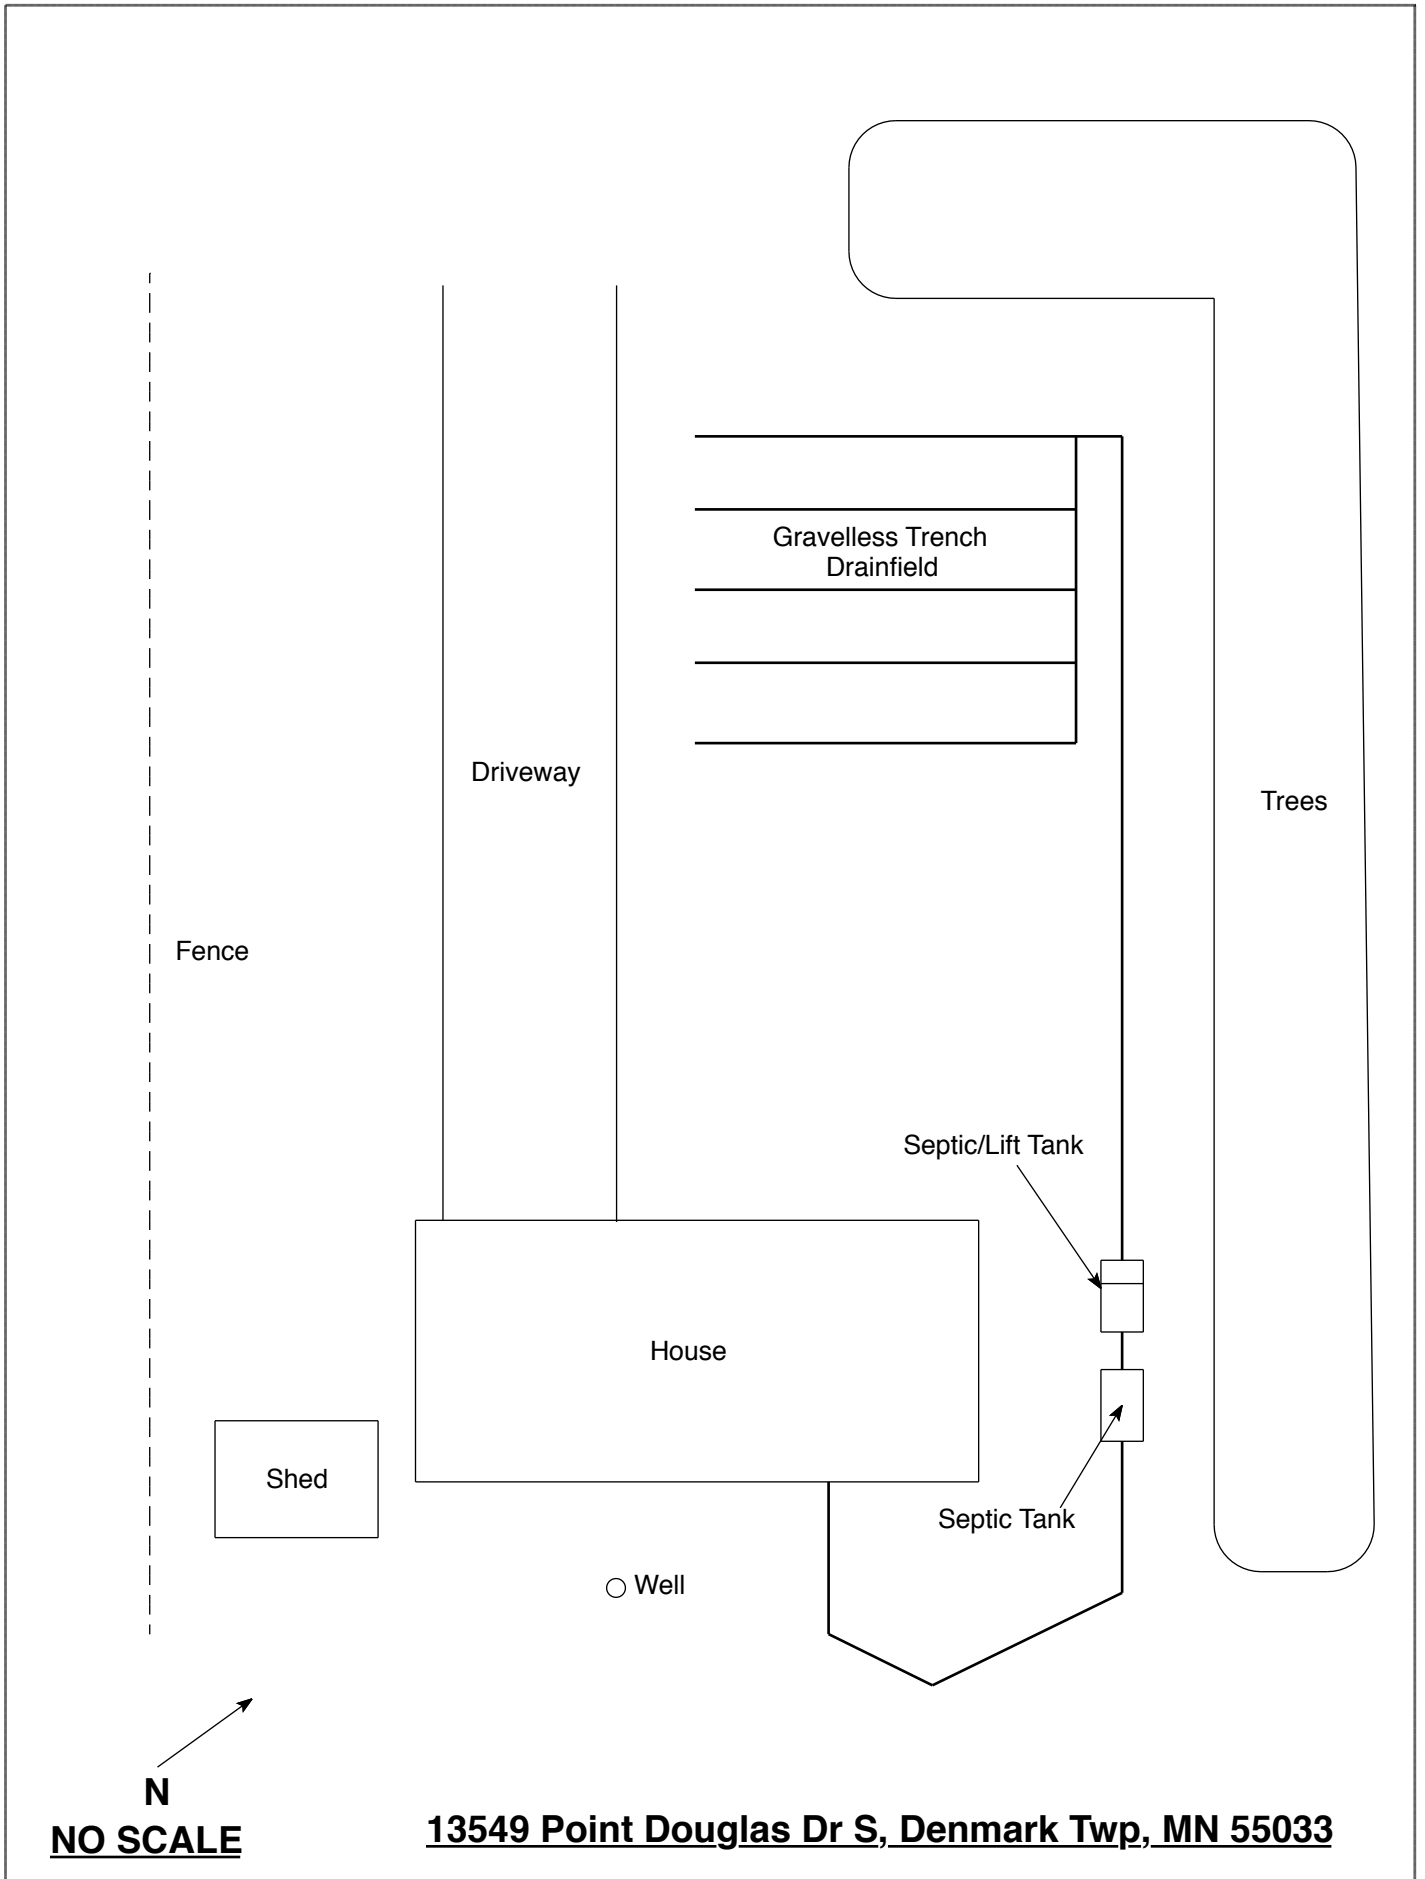 Gravelless Trench
Drainfield
Driveway
Trees
Fence
Septic/Lift Tank
House
Shed
Septic Tank
Well
N
NO SCALE
13549 Point Douglas Dr S, Denmark Twp, MN 55033